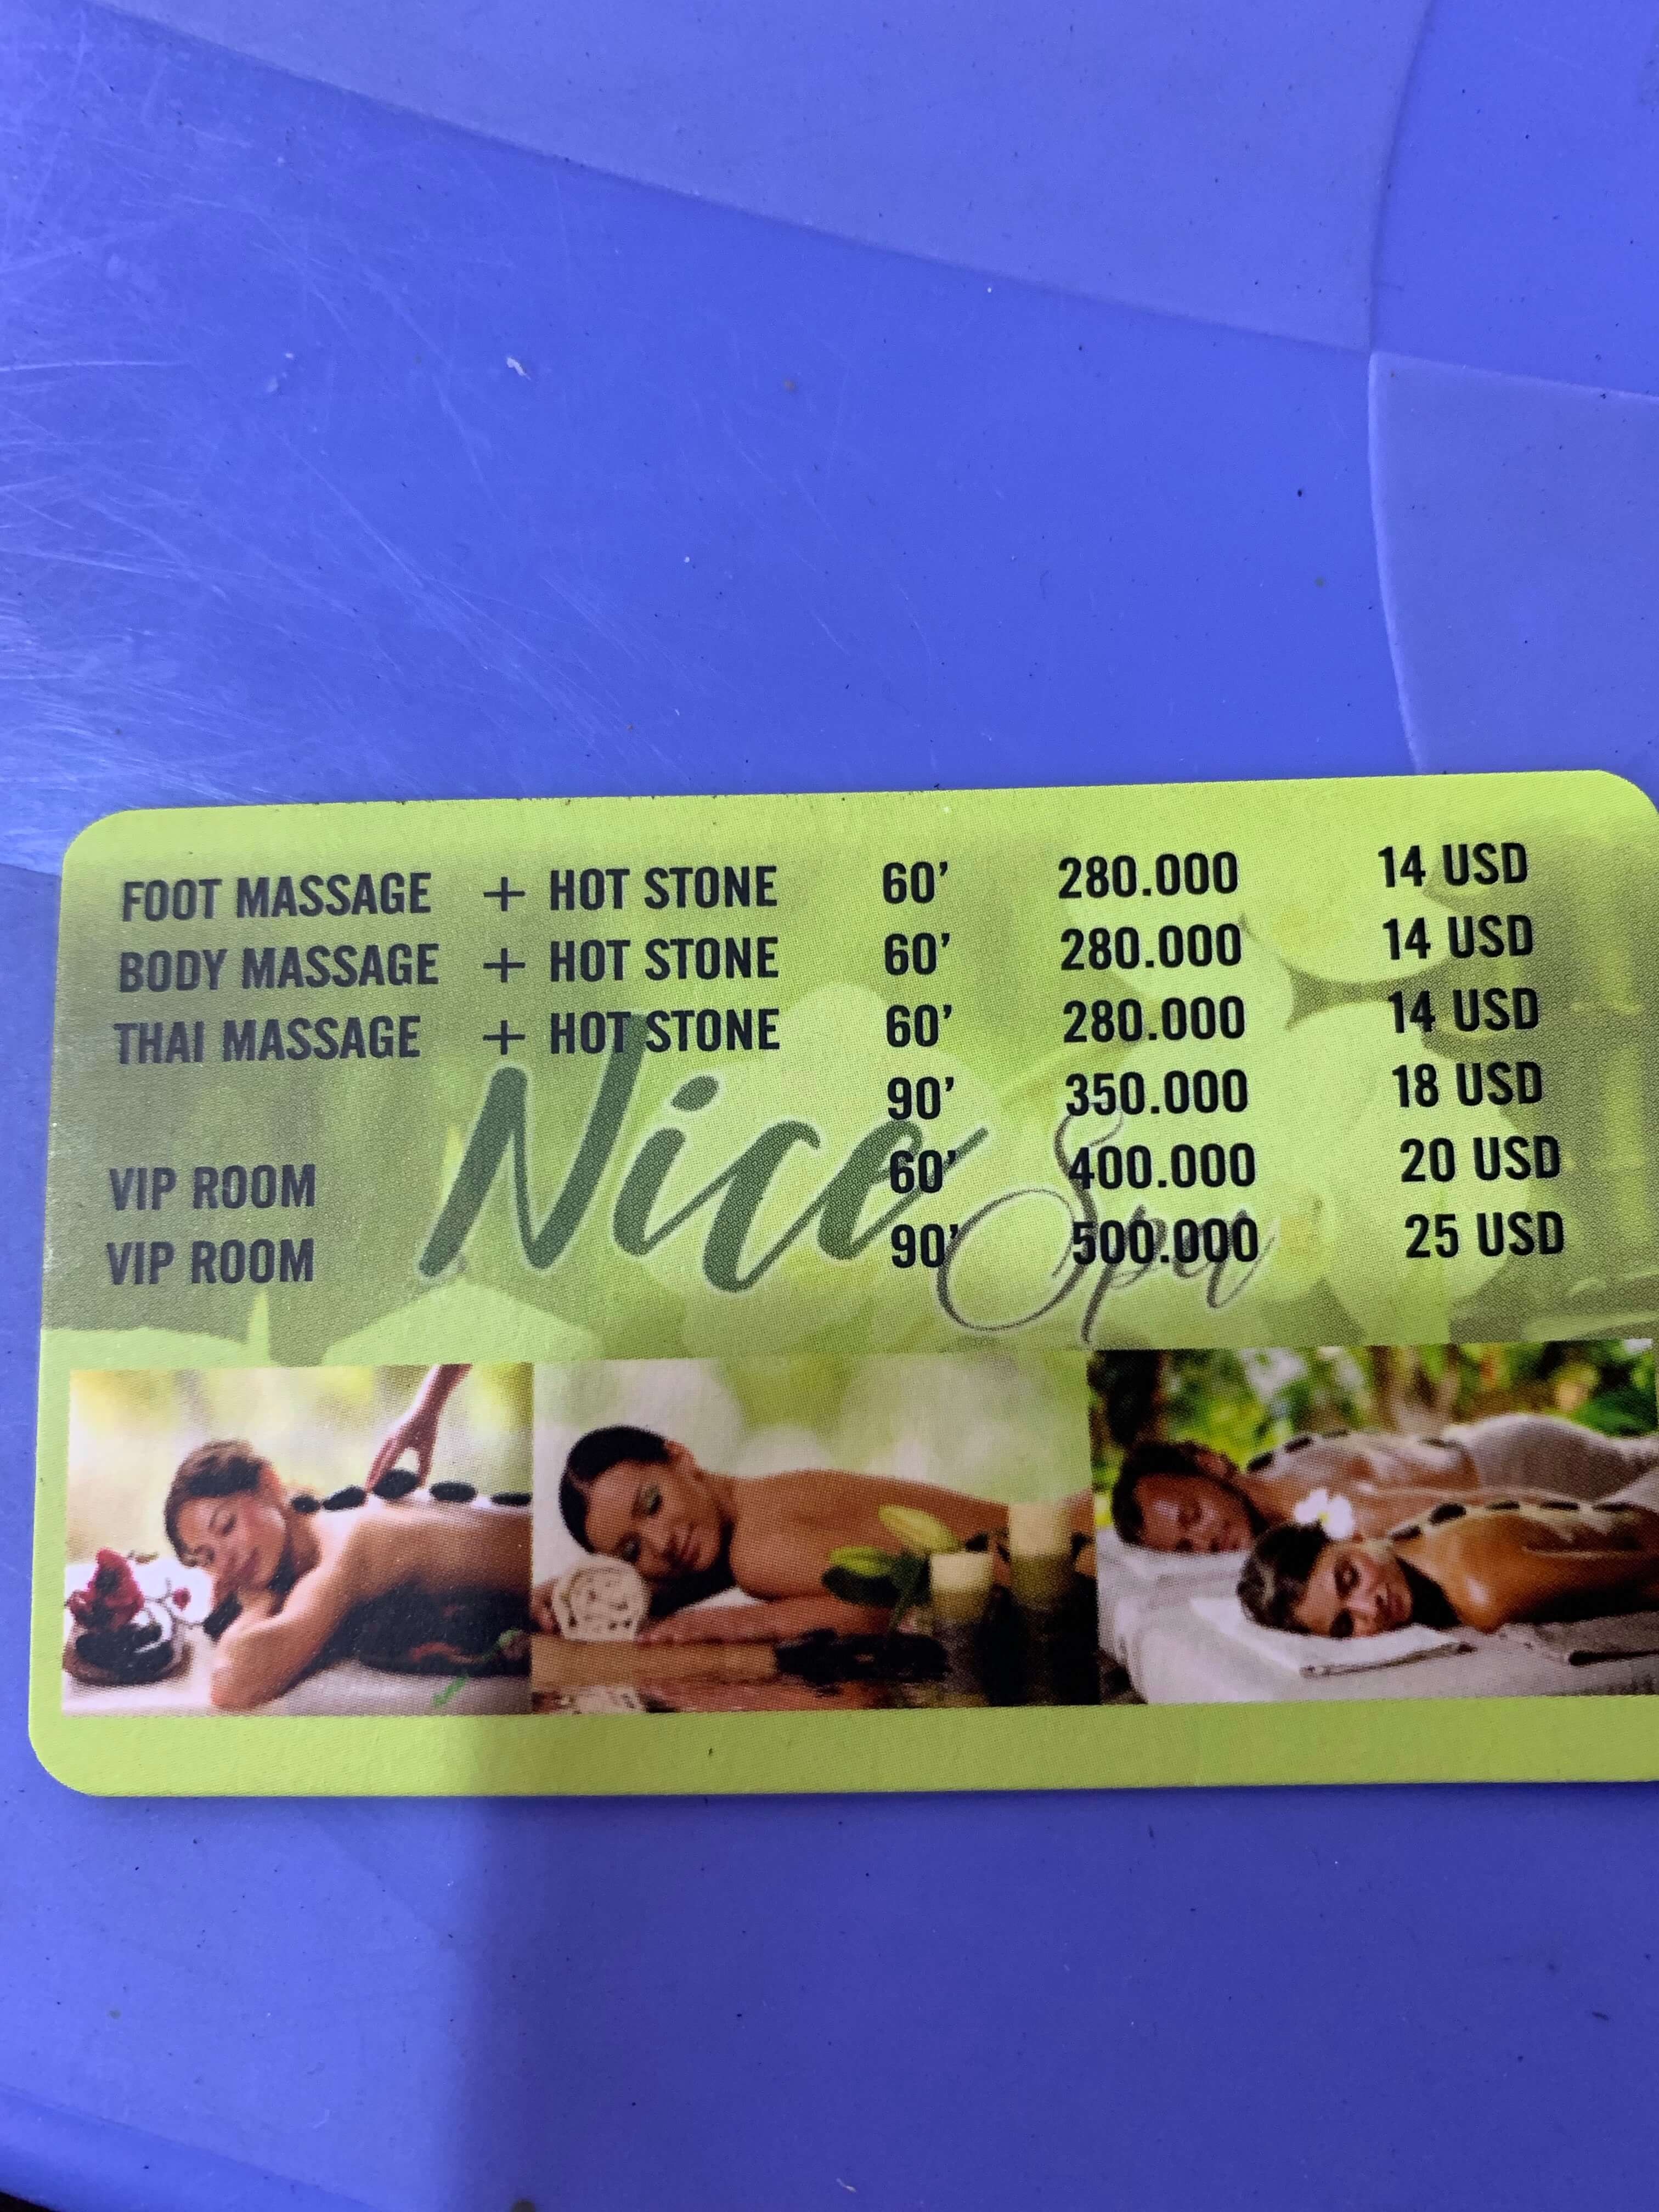 FOOT MASSAGE + HOT STONE 60' 280.000 14 USD
BODY MASSAGE + HOT STONE 60' 280.000 14 USD
THAI MASSAGE + HOT STONE 60' 280.000 14 USD
90' 350.000 18 USD
VIP ROOM 60' 400.000 20 USD
VIP ROOM 90' 500.000 25 USD
Nice Spa